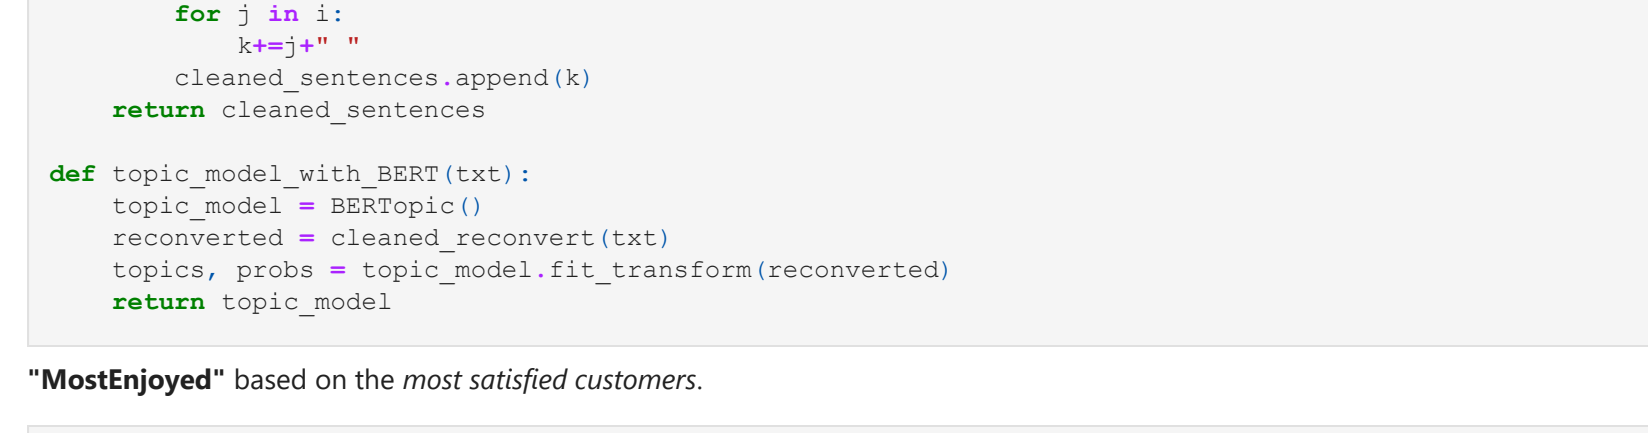 for j in i:
            k+=j+" "
        cleaned_sentences.append(k)
    return cleaned_sentences

def topic_model_with_BERT(txt):
    topic_model = BERTopic()
    reconverted = cleaned_reconvert(txt)
    topics, probs = topic_model.fit_transform(reconverted)
    return topic_model

"MostEnjoyed" based on the most satisfied customers.